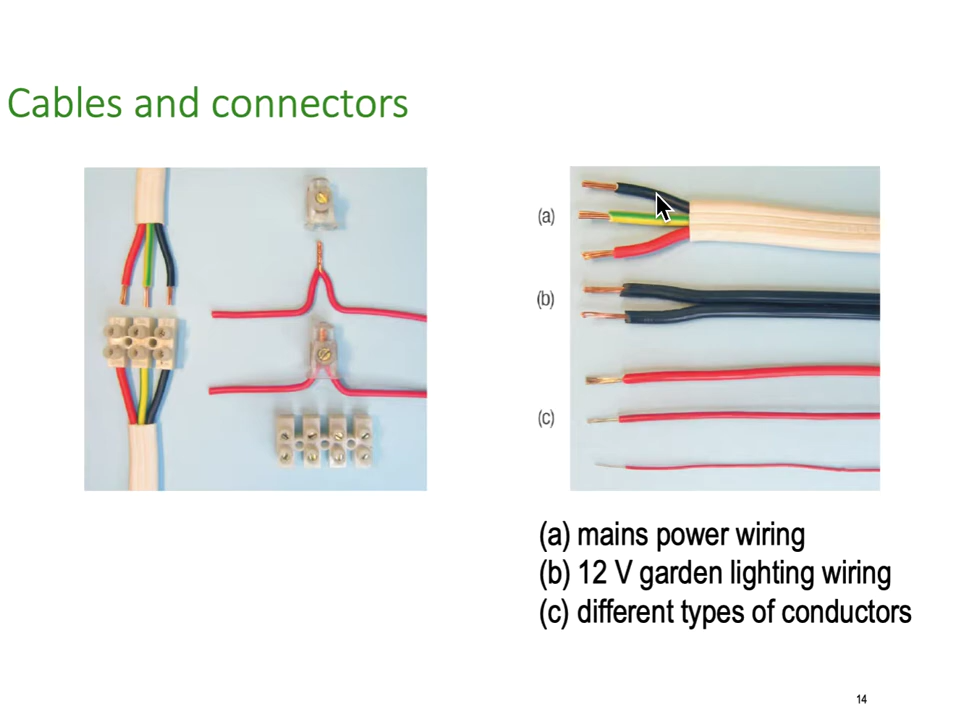 Cables and connectors
(a)
(b)
(c)
(a) mains power wiring
(b) 12 V garden lighting wiring
(c) different types of conductors
14